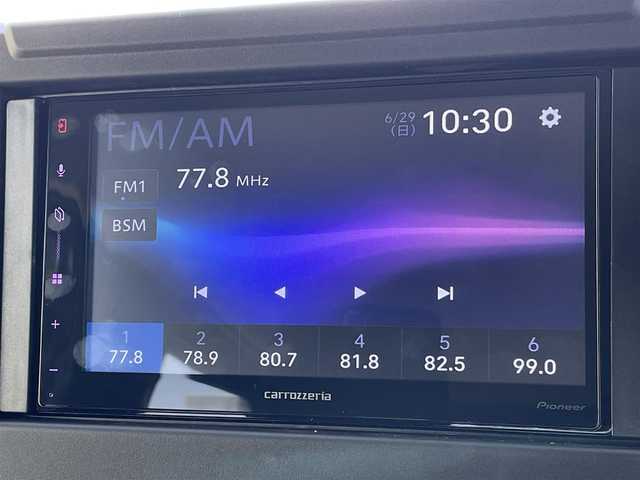 FM/AM
6/29
(日)
10:30
FM1
77.8 MHz
BSM
1 2 3 4 5 6
77.8 78.9 80.7 81.8 82.5 99.0
carrozzeria
Pioneer